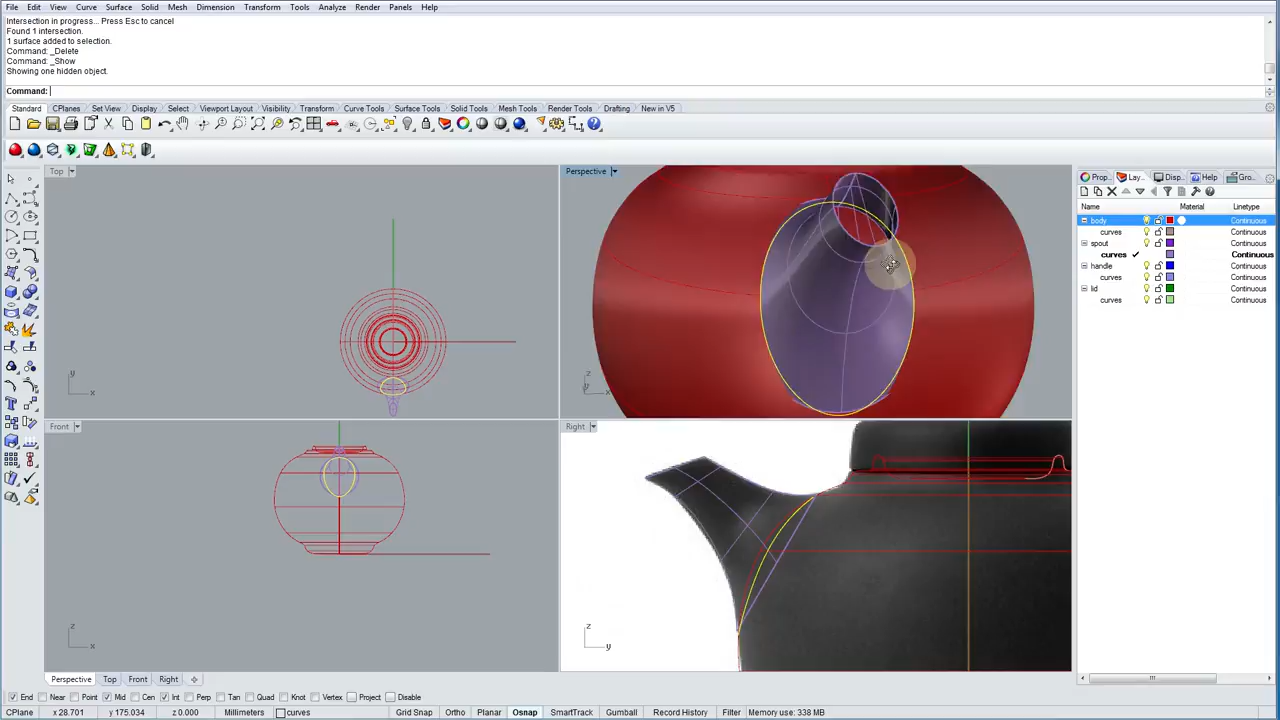 File Edit View Curve Surface Solid Mesh Dimension Transform Tools Analyze Render Panels Help
Intersection in progress... Press Esc to cancel
Found 1 intersection.
1 surface added to selection.
Command: _Delete
Command: _Show
Showing one hidden object.
Command:
Standard CPlanes Set View Display Select Viewport Layout Visibility Transform Curve Tools Surface Tools Solid Tools Mesh Tools Render Tools Drafting New in V5
Top
Perspective
Prop... Lay... Disp... Help Gro...
Name Material Linetype
body Continuous
curves Continuous
spout Continuous
curves Continuous
handle Continuous
curves Continuous
lid Continuous
curves Continuous
y
x
z
y
x
Front
Right
z
x
z
y
Perspective Top Front Right
End Near Point Mid Cen Int Perp Tan Quad Knot Vertex Project Disable
CPlane x 28.701 y 175.034 z 0.000 Millimeters curves Grid Snap Ortho Planar Osnap SmartTrack Gumball Record History Filter Memory use: 338 MB